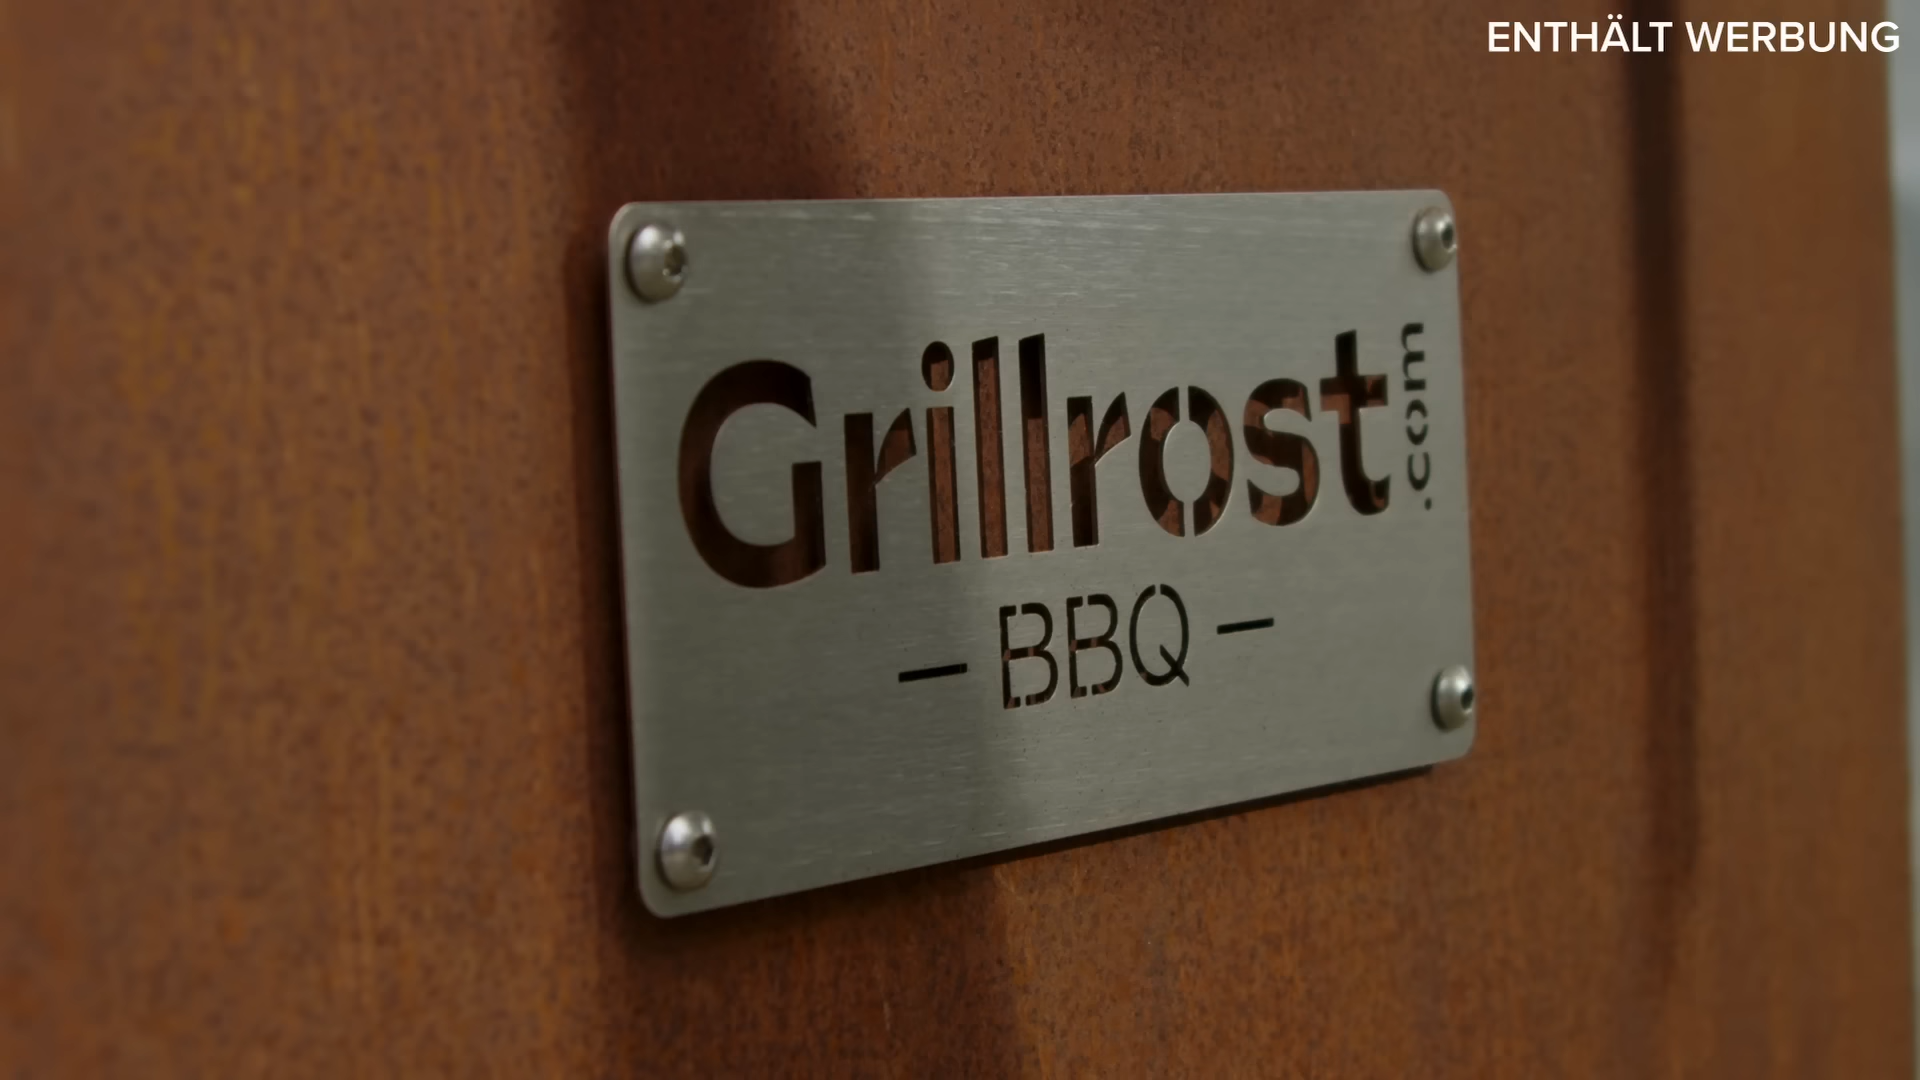 ENTHÄLT WERBUNG
Grillrost.com
– BBQ –